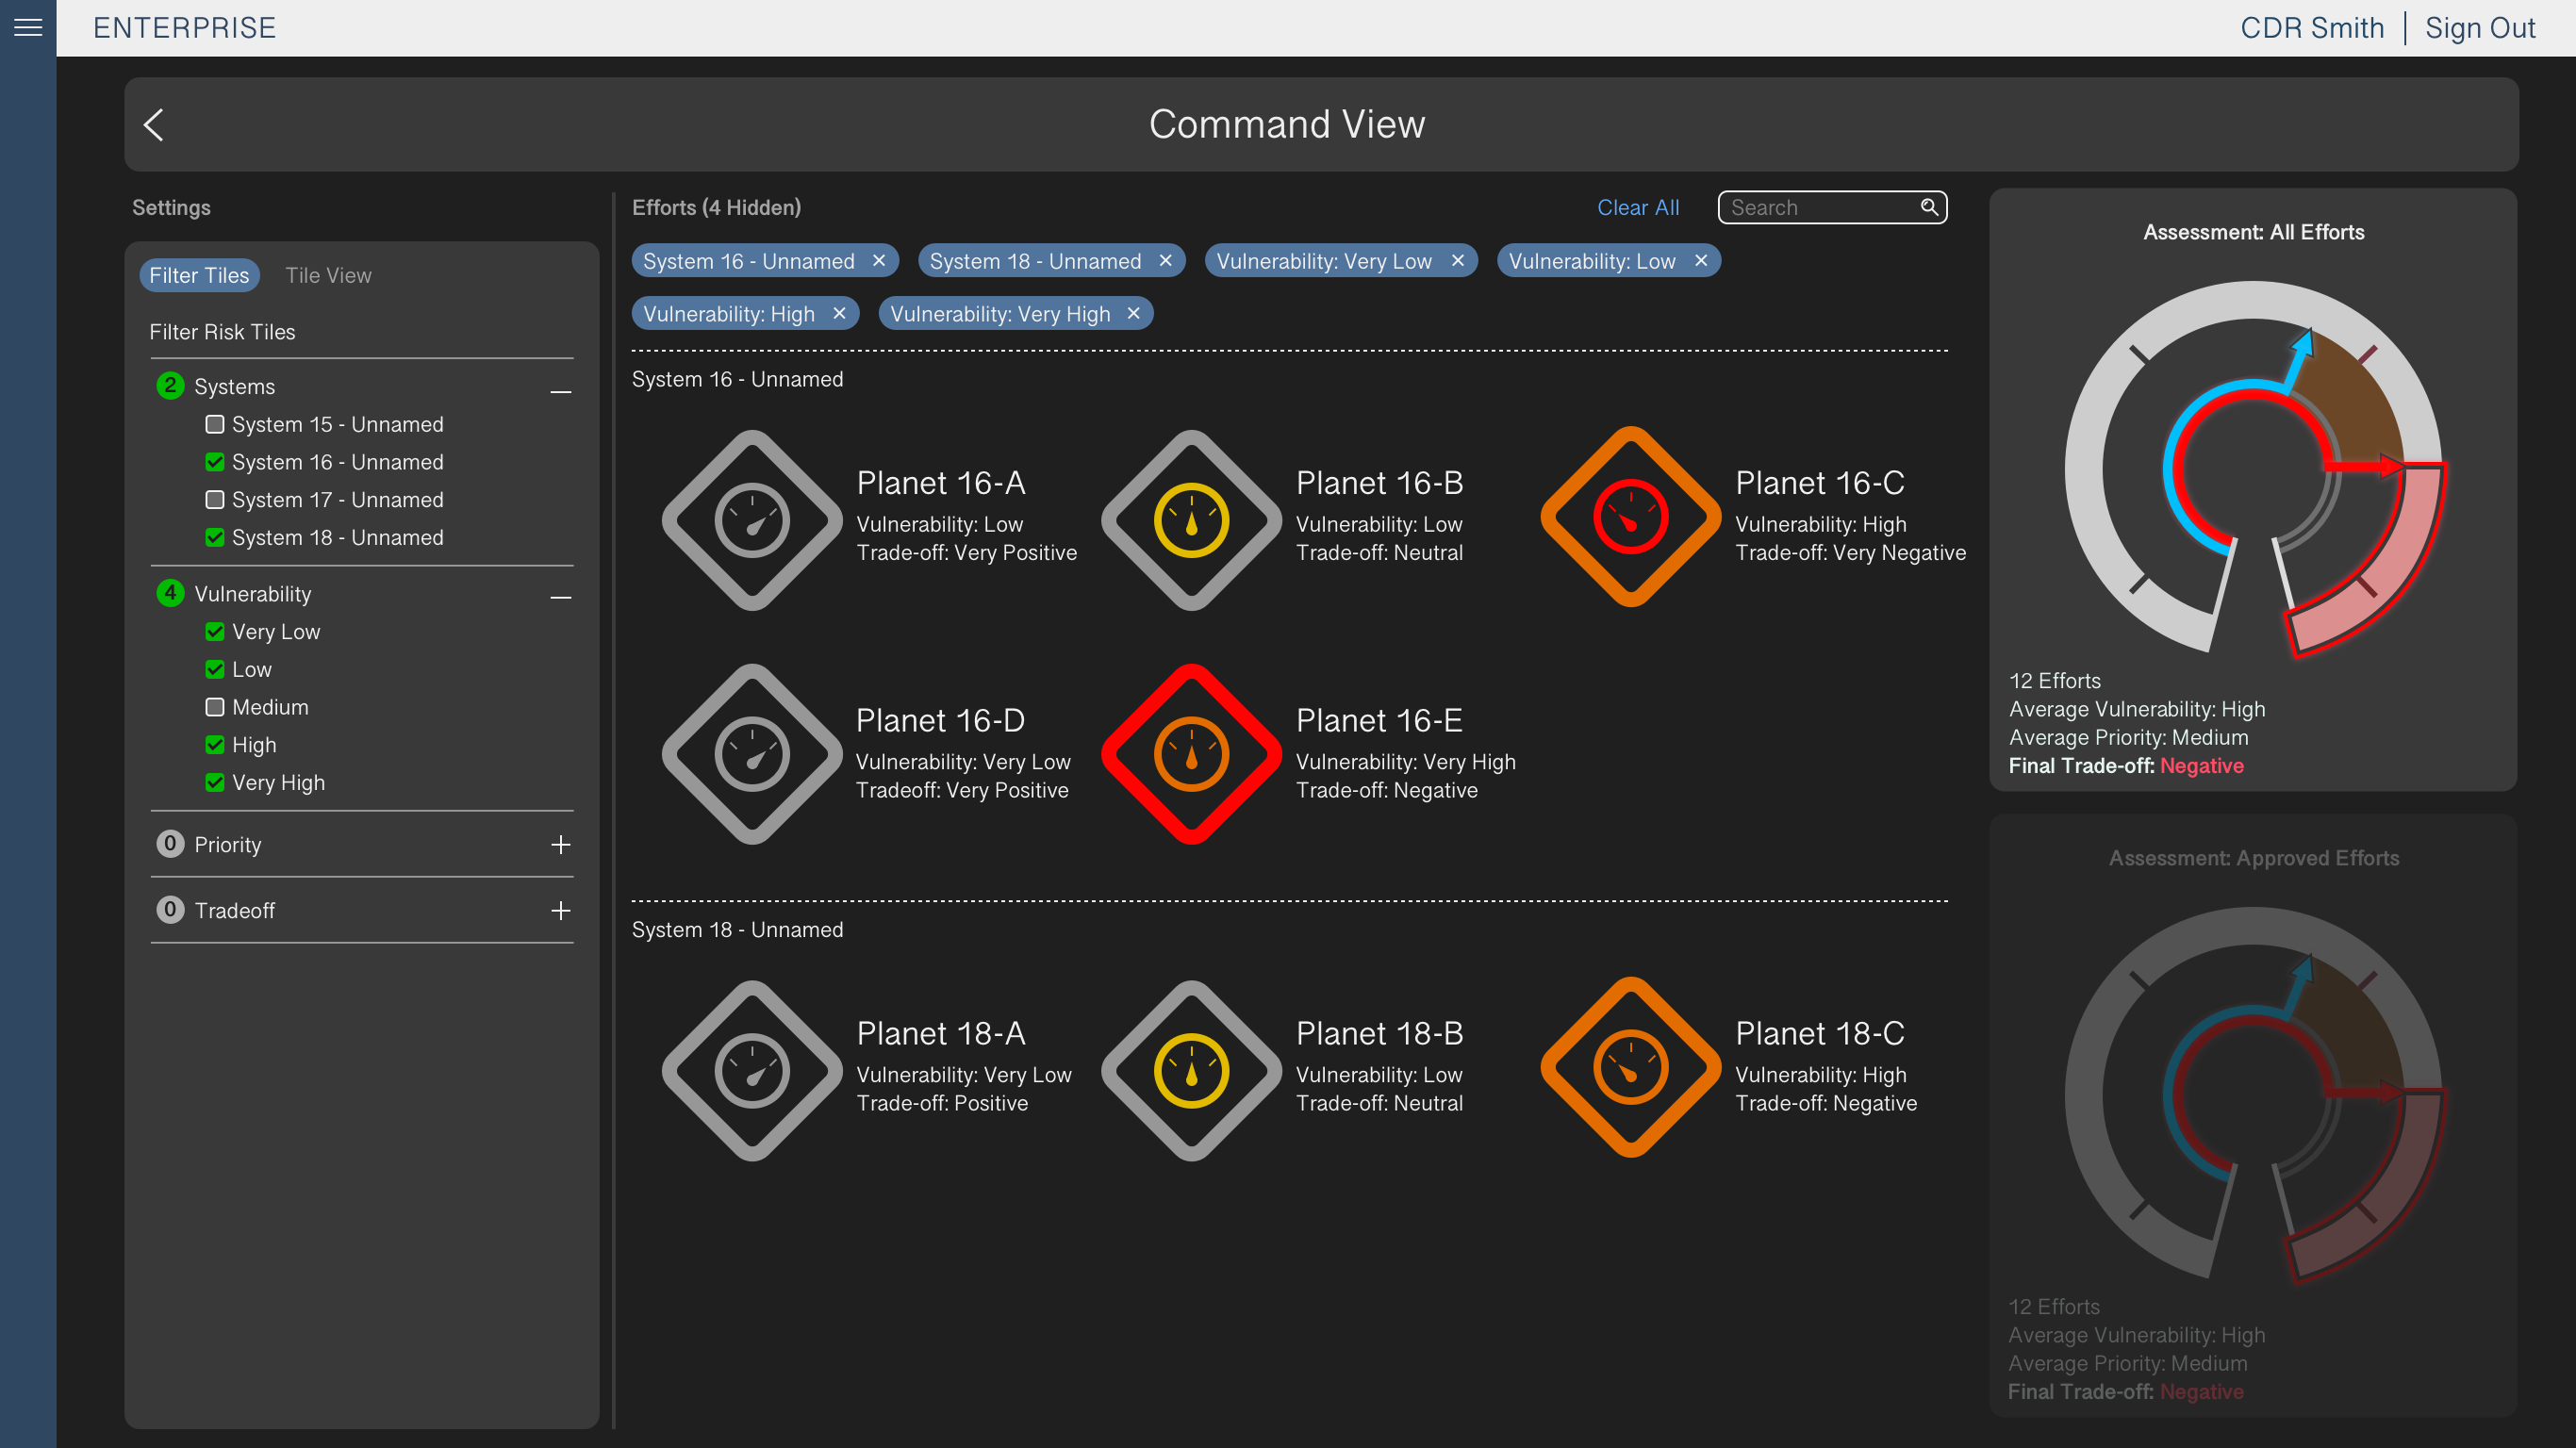 ENTERPRISE
CDR Smith | Sign Out
Command View
Settings
Filter Tiles
Tile View
Filter Risk Tiles
2 Systems
System 15 - Unnamed
System 16 - Unnamed
System 17 - Unnamed
System 18 - Unnamed
4 Vulnerability
Very Low
Low
Medium
High
Very High
0 Priority
0 Tradeoff
Efforts (4 Hidden)
Clear All
Search
System 16 - Unnamed ×
System 18 - Unnamed ×
Vulnerability: Very Low ×
Vulnerability: Low ×
Vulnerability: High ×
Vulnerability: Very High ×
System 16 - Unnamed
Planet 16-A
Vulnerability: Low
Trade-off: Very Positive
Planet 16-B
Vulnerability: Low
Trade-off: Neutral
Planet 16-C
Vulnerability: High
Trade-off: Very Negative
Planet 16-D
Vulnerability: Very Low
Tradeoff: Very Positive
Planet 16-E
Vulnerability: Very High
Trade-off: Negative
System 18 - Unnamed
Planet 18-A
Vulnerability: Very Low
Trade-off: Positive
Planet 18-B
Vulnerability: Low
Trade-off: Neutral
Planet 18-C
Vulnerability: High
Trade-off: Negative
Assessment: All Efforts
12 Efforts
Average Vulnerability: High
Average Priority: Medium
Final Trade-off: Negative
Assessment: Approved Efforts
12 Efforts
Average Vulnerability: High
Average Priority: Medium
Final Trade-off: Negative